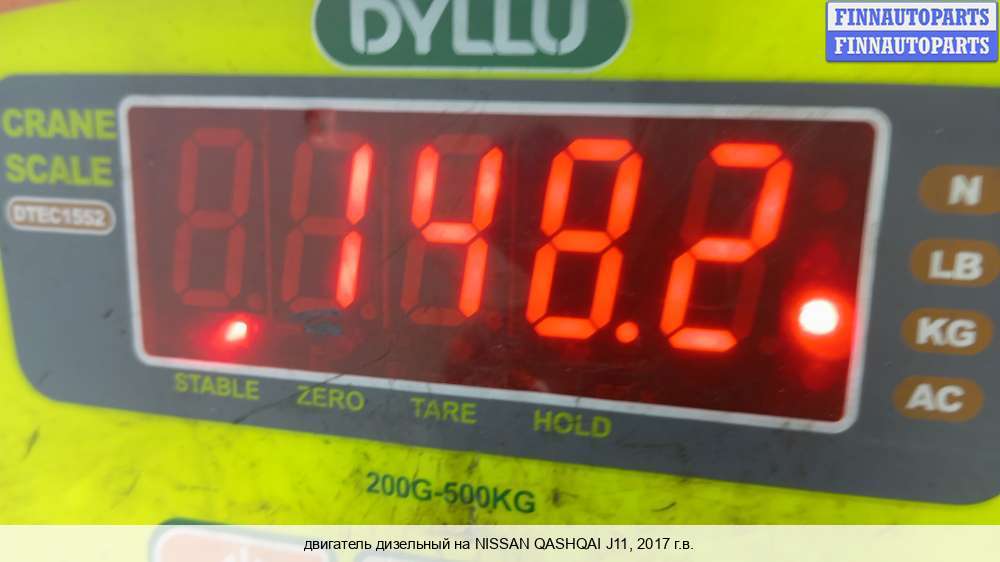 DYLLU
FINNAUTOPARTS
FINNAUTOPARTS
CRANE
SCALE
DTEC1552
148.2
N
LB
KG
AC
STABLE ZERO TARE HOLD
200G-500KG
двигатель дизельный на NISSAN QASHQAI J11, 2017 г.в.